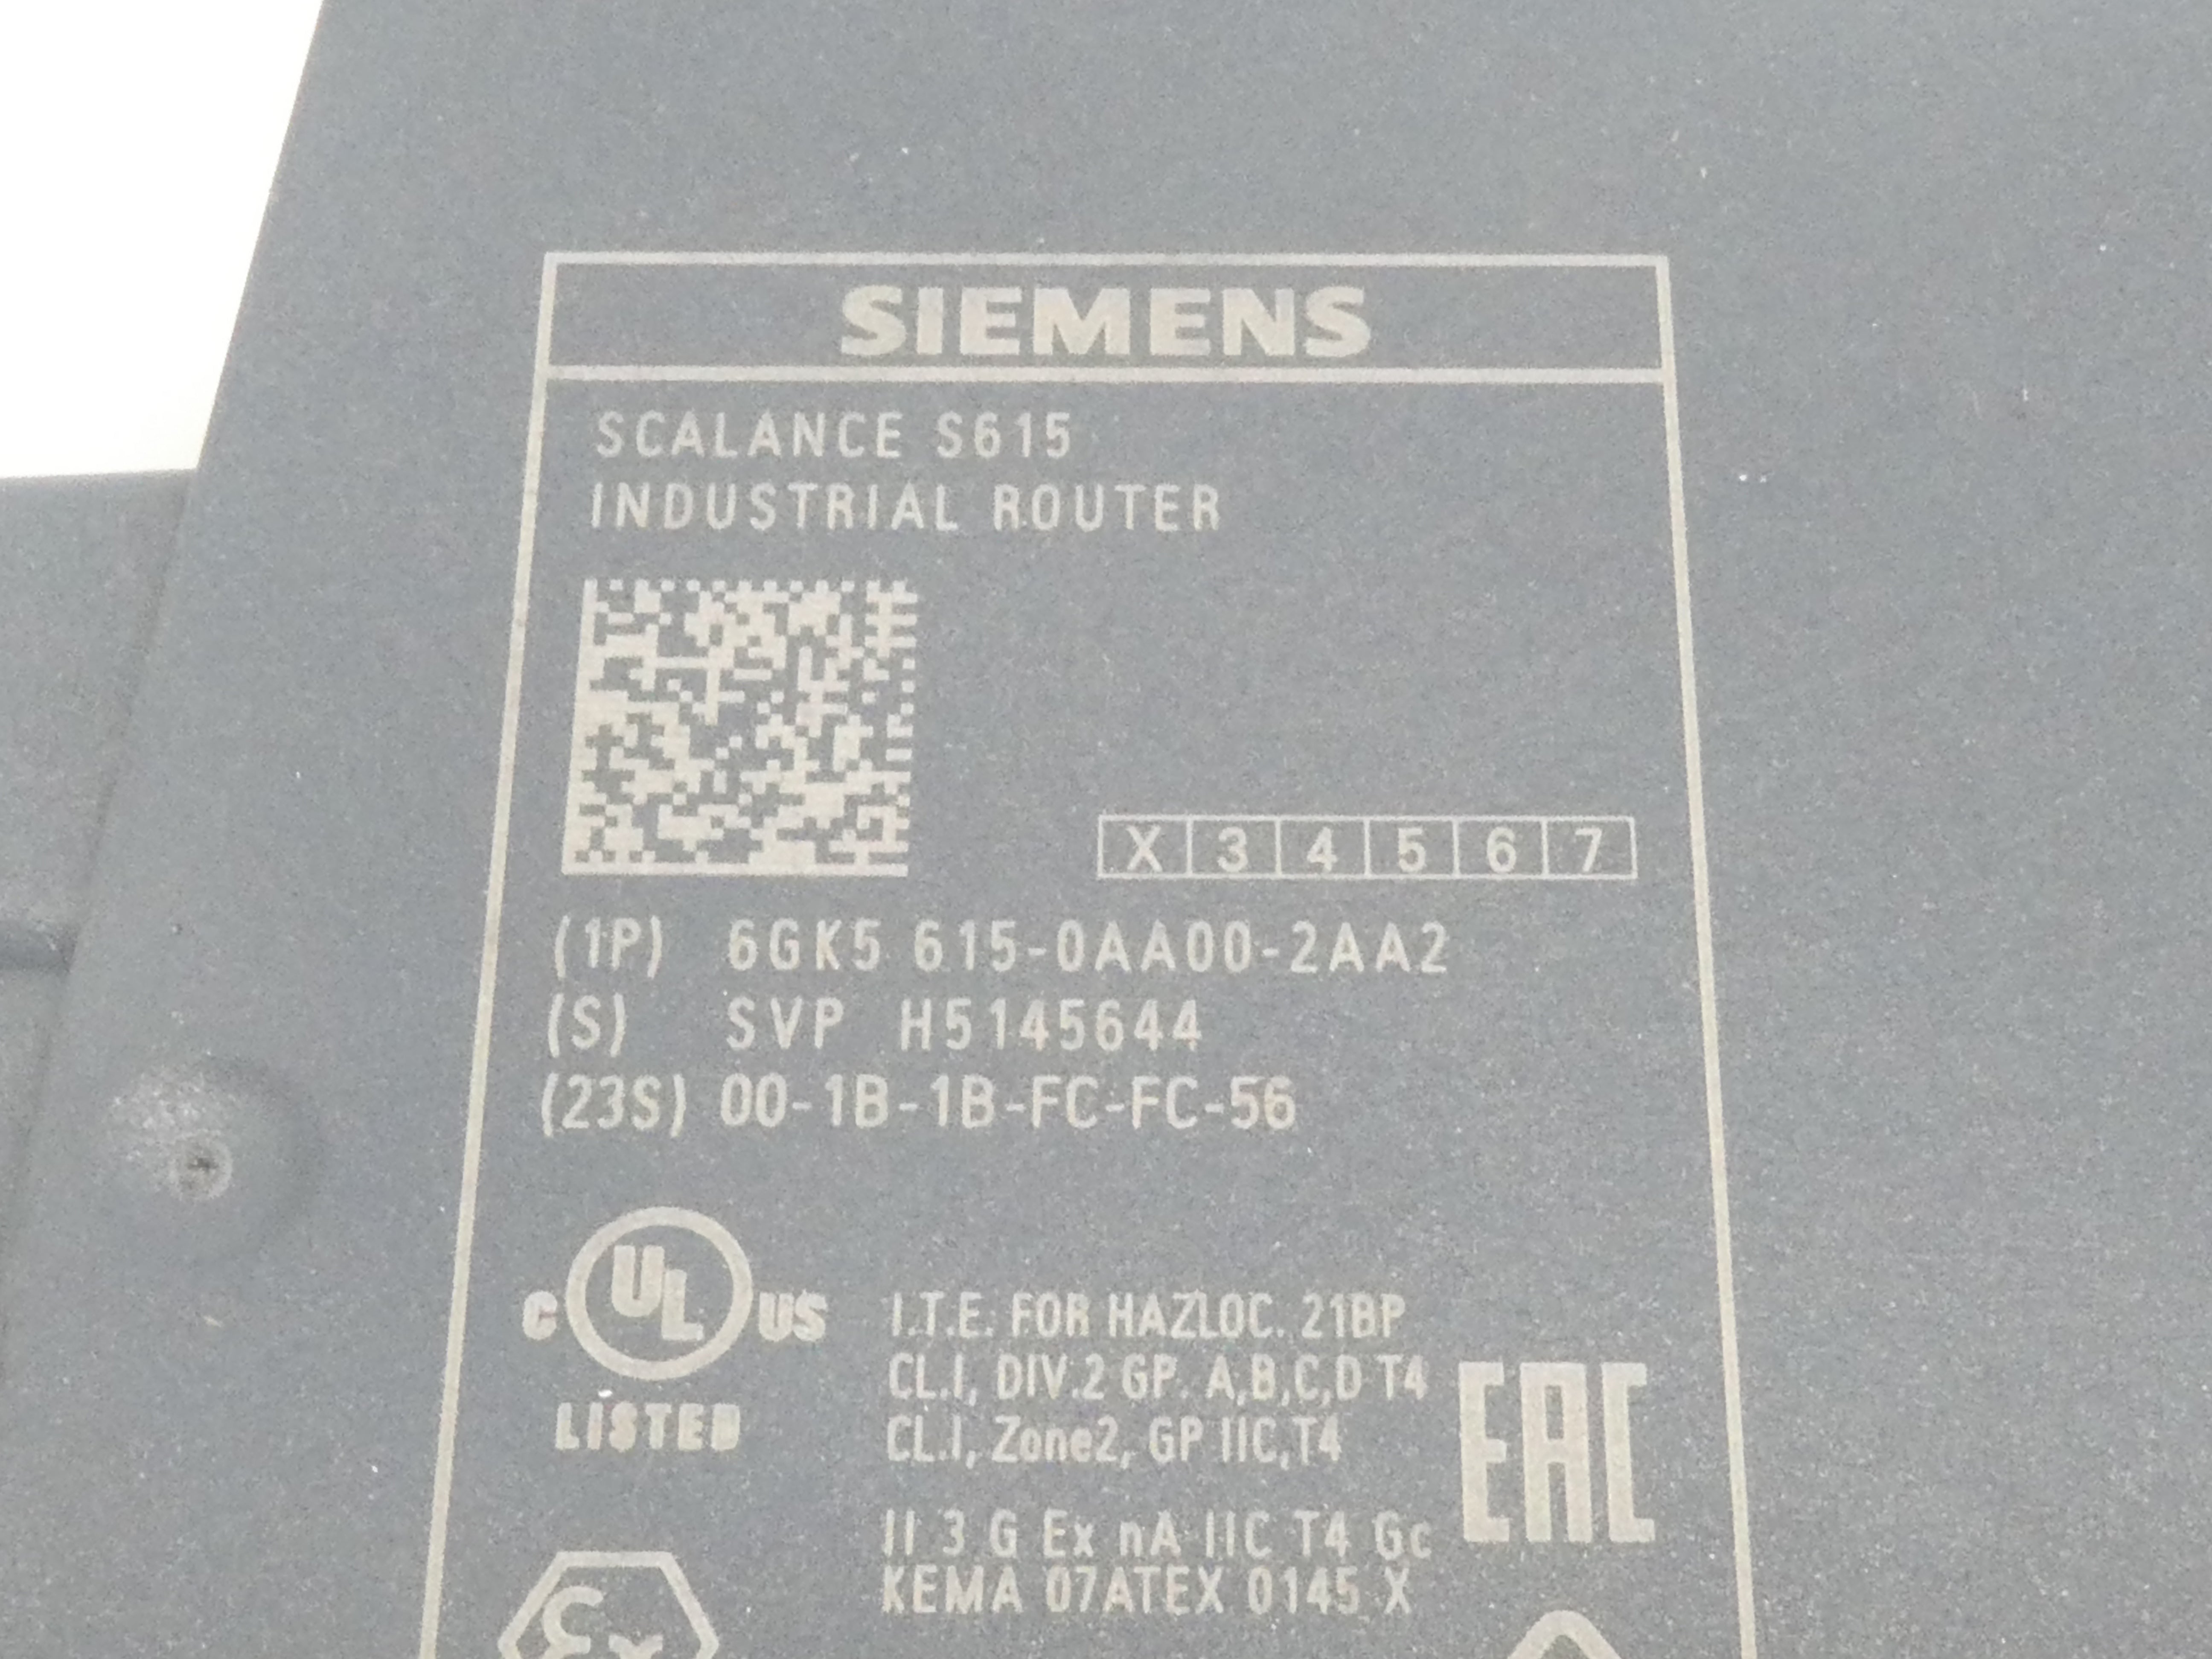 SIEMENS
SCALANCE S615
INDUSTRIAL ROUTER
X 3 4 5 6 7
(1P) 6GK5 615-0AA00-2AA2
(S) SVP H5145644
(23S) 00-1B-1B-FC-FC-56
C UL US
LISTED
I.T.E. FOR HAZLOC. 21BP
CL.I, DIV.2 GP. A,B,C,D T4
CL.I, Zone2, GP IIC,T4
EAC
II 3 G Ex nA IIC T4 Gc
KEMA 07ATEX 0145 X
Ex